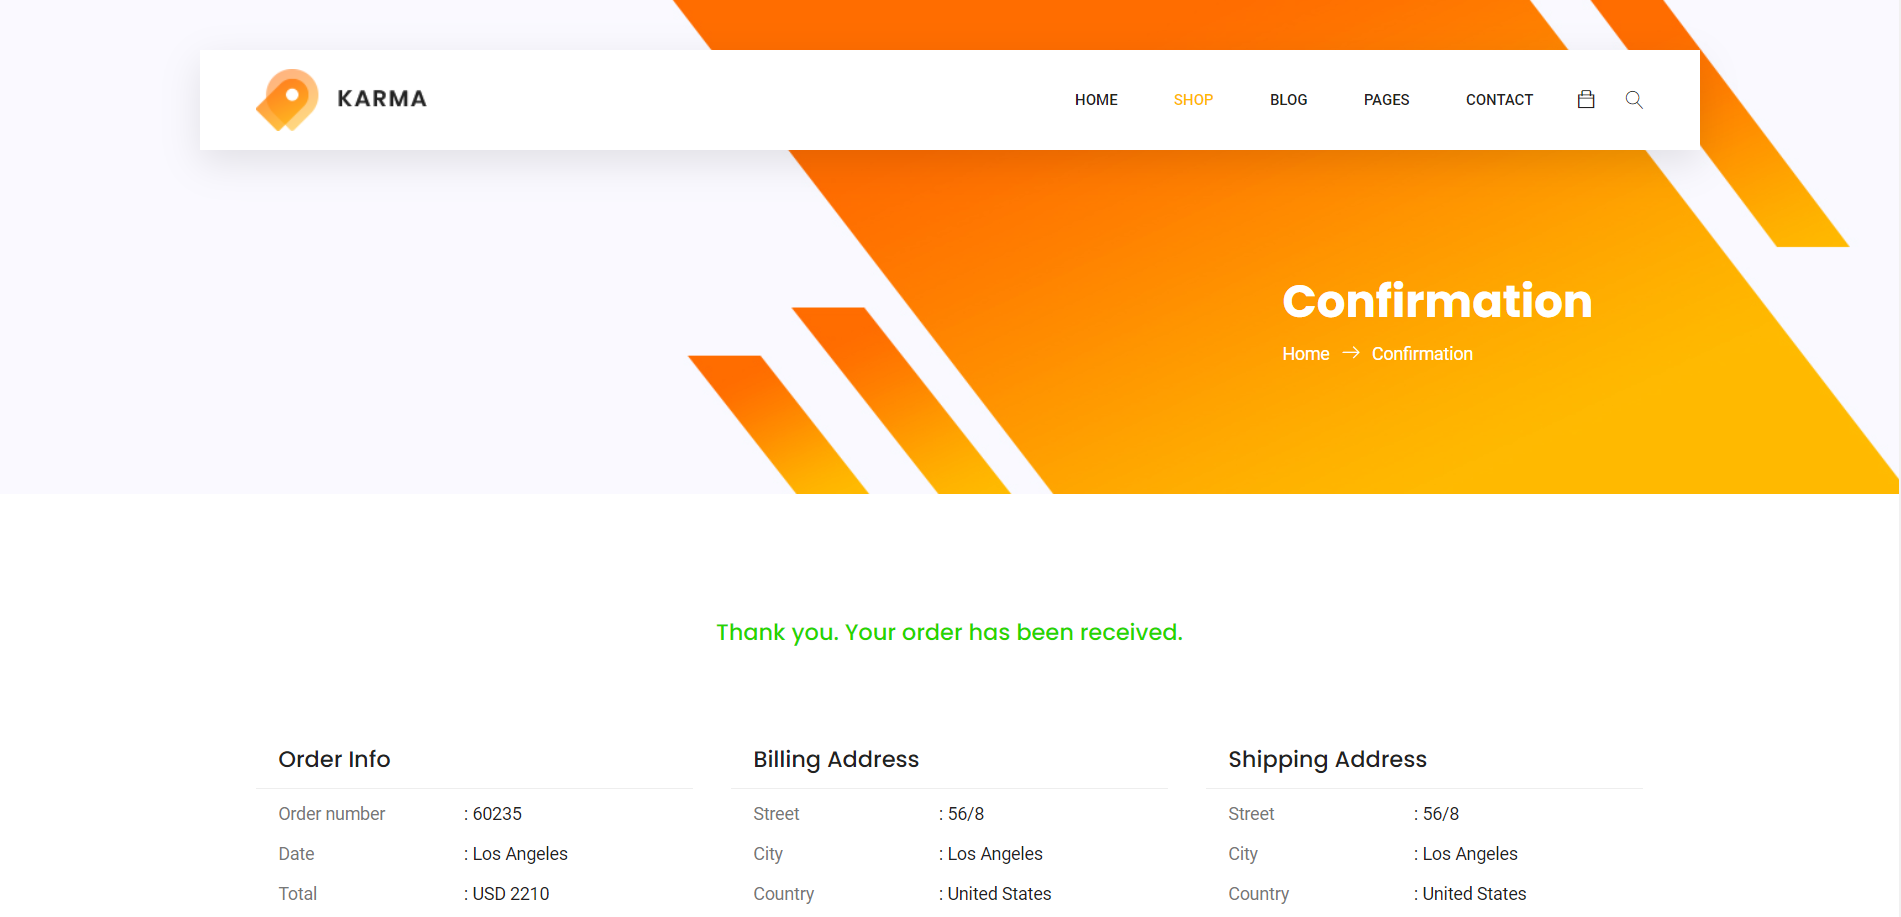 KARMA
HOME SHOP BLOG PAGES CONTACT
Confirmation
Home → Confirmation
Thank you. Your order has been received.
Order Info
Order number : 60235
Date : Los Angeles
Total : USD 2210
Billing Address
Street : 56/8
City : Los Angeles
Country : United States
Shipping Address
Street : 56/8
City : Los Angeles
Country : United States